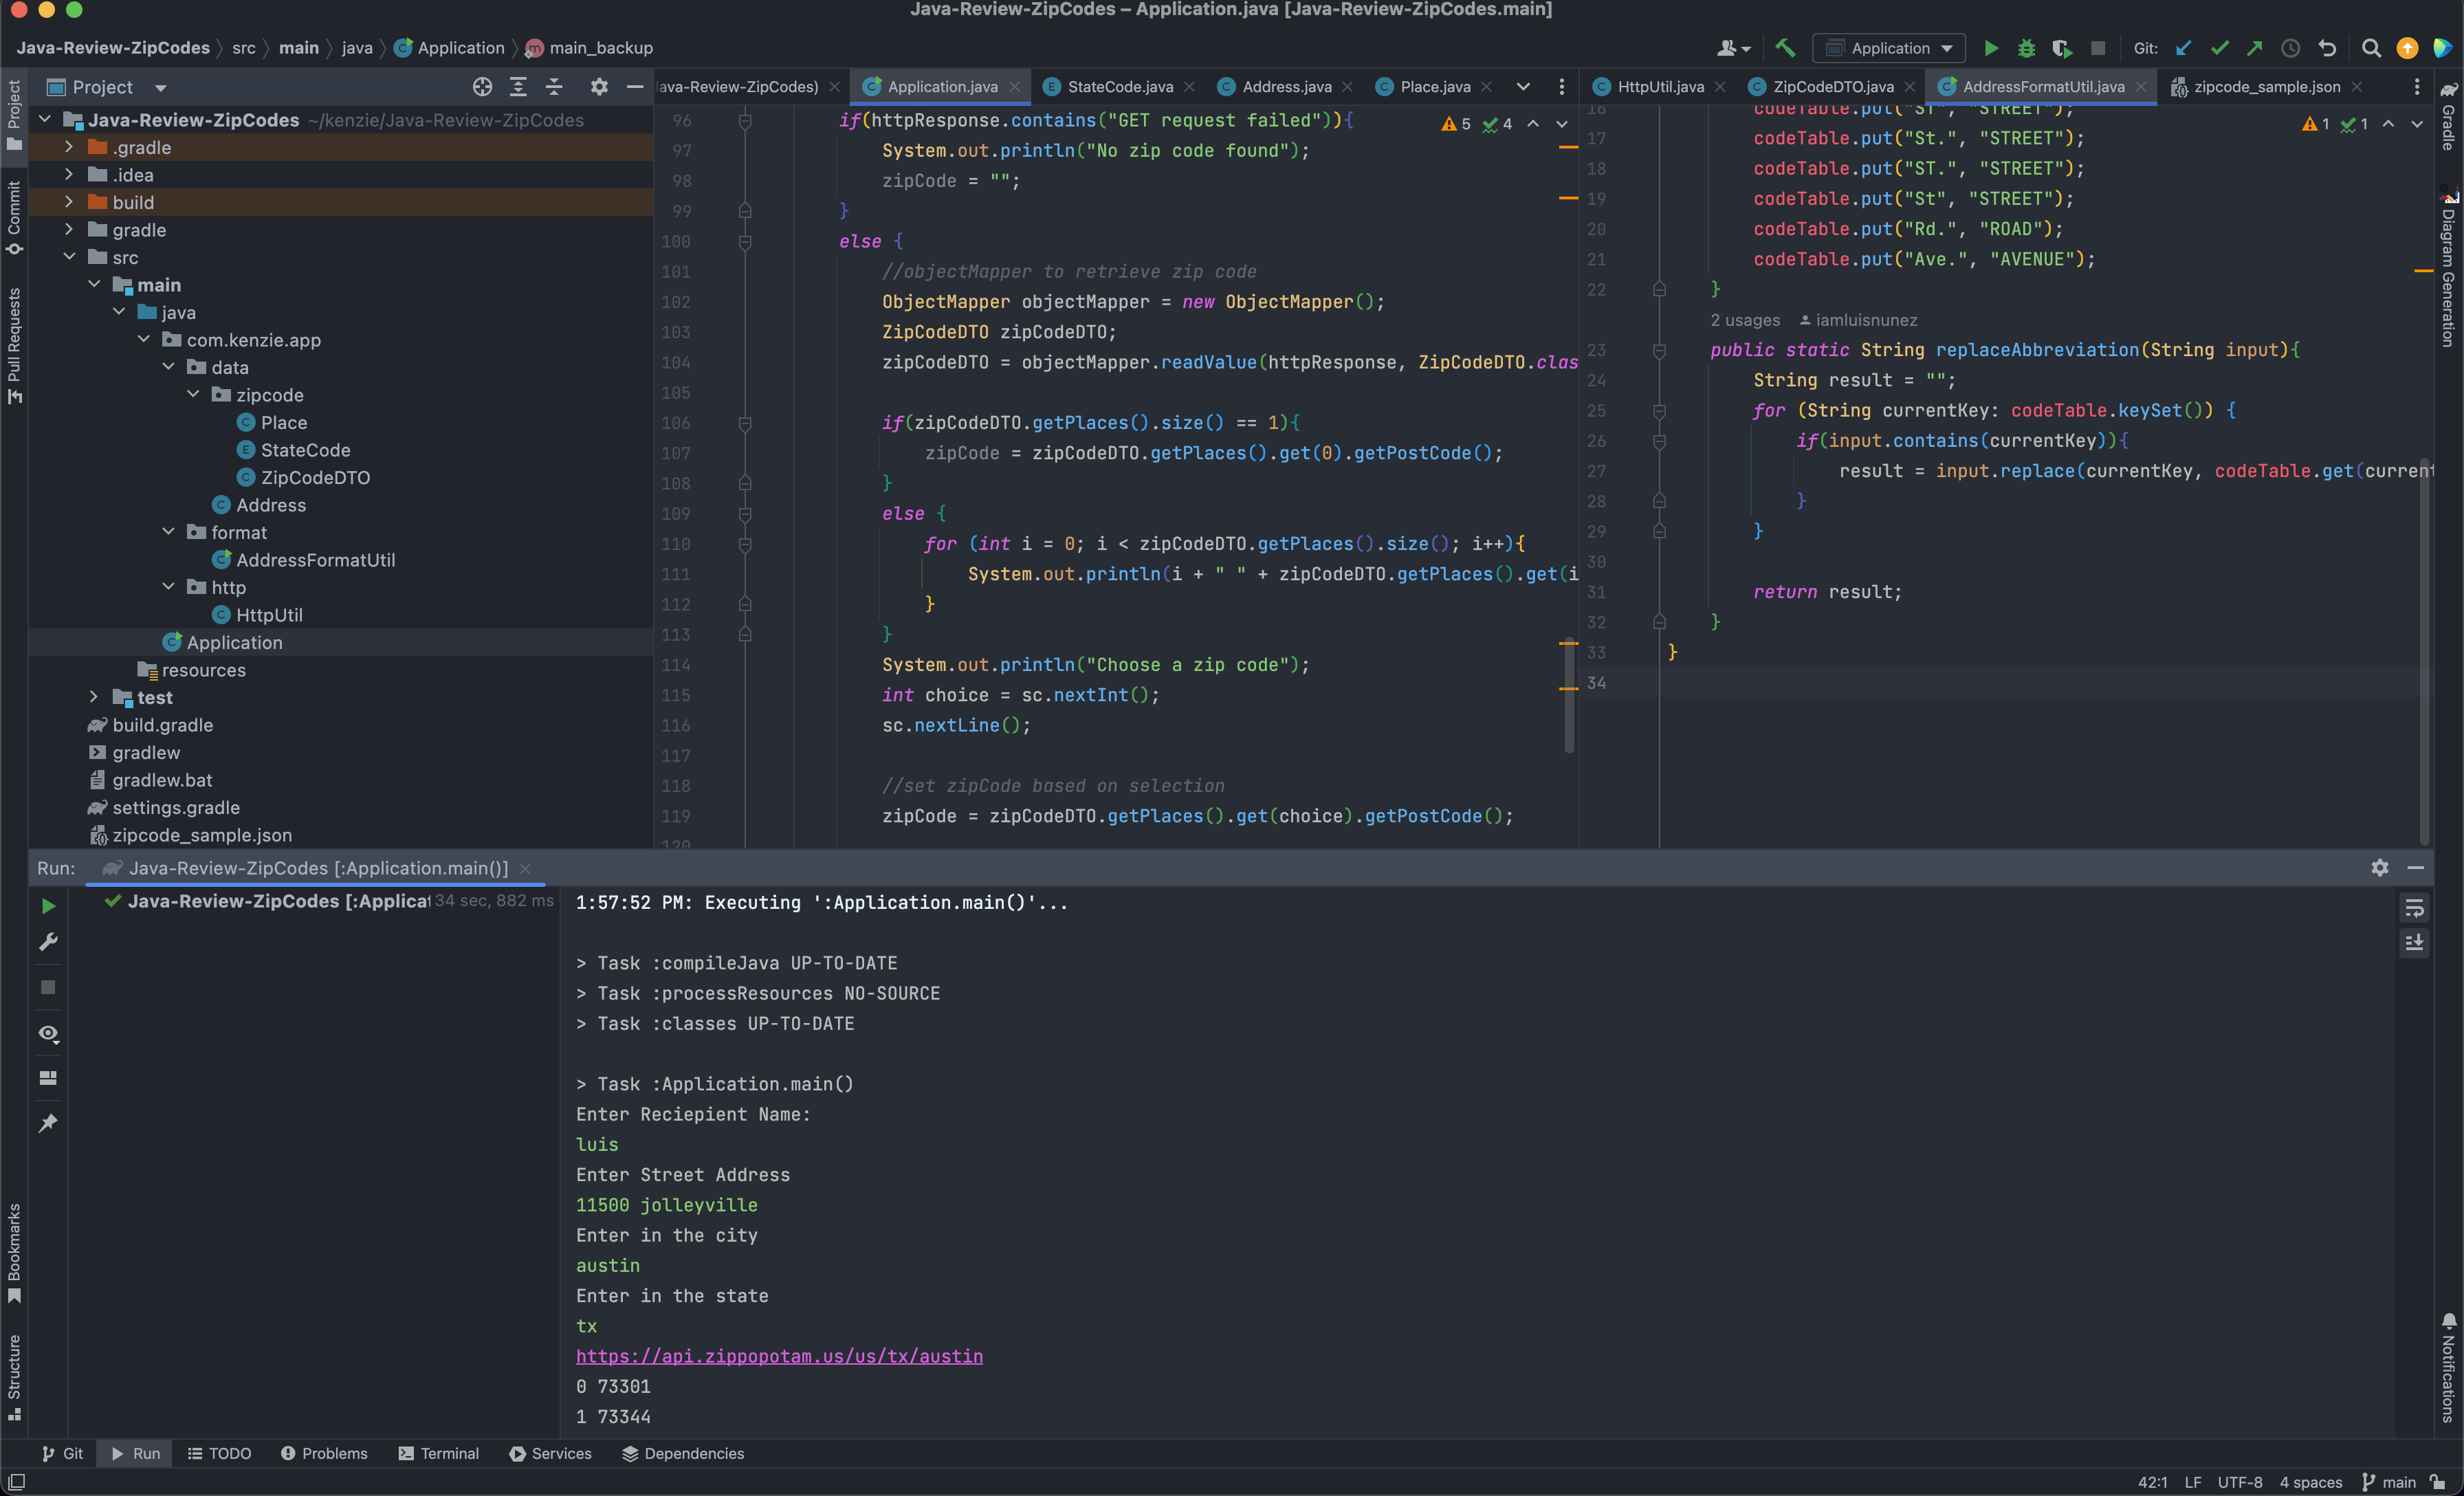 Java-Review-ZipCodes – Application.java [Java-Review-ZipCodes.main]
Java-Review-ZipCodes src main java Application main_backup
Application
Git:
Project
Commit
Pull Requests
Bookmarks
Structure
Project
Java-Review-ZipCodes ~/kenzie/Java-Review-ZipCodes
.gradle
.idea
build
gradle
src
main
java
com.kenzie.app
data
zipcode
Place
StateCode
ZipCodeDTO
Address
format
AddressFormatUtil
http
HttpUtil
Application
resources
test
build.gradle
gradlew
gradlew.bat
settings.gradle
zipcode_sample.json
ava-Review-ZipCodes) Application.java StateCode.java Address.java Place.java
5 4
96 if(httpResponse.contains("GET request failed")){
97 System.out.println("No zip code found");
98 zipCode = "";
99 }
100 else {
101 //objectMapper to retrieve zip code
102 ObjectMapper objectMapper = new ObjectMapper();
103 ZipCodeDTO zipCodeDTO;
104 zipCodeDTO = objectMapper.readValue(httpResponse, ZipCodeDTO.clas
105
106 if(zipCodeDTO.getPlaces().size() == 1){
107 zipCode = zipCodeDTO.getPlaces().get(0).getPostCode();
108 }
109 else {
110 for (int i = 0; i < zipCodeDTO.getPlaces().size(); i++){
111 System.out.println(i + " " + zipCodeDTO.getPlaces().get(i
112 }
113 }
114 System.out.println("Choose a zip code");
115 int choice = sc.nextInt();
116 sc.nextLine();
117
118 //set zipCode based on selection
119 zipCode = zipCodeDTO.getPlaces().get(choice).getPostCode();
120
HttpUtil.java ZipCodeDTO.java AddressFormatUtil.java zipcode_sample.json
1 1
16 codeTable.put("ST", "STREET");
17 codeTable.put("St.", "STREET");
18 codeTable.put("ST.", "STREET");
19 codeTable.put("St", "STREET");
20 codeTable.put("Rd.", "ROAD");
21 codeTable.put("Ave.", "AVENUE");
22 }
2 usages iamluisnunez
23 public static String replaceAbbreviation(String input){
24 String result = "";
25 for (String currentKey: codeTable.keySet()) {
26 if(input.contains(currentKey)){
27 result = input.replace(currentKey, codeTable.get(current
28 }
29 }
30
31 return result;
32 }
33 }
34
Gradle
Diagram Generation
Notifications
Run: Java-Review-ZipCodes [:Application.main()]
Java-Review-ZipCodes [:Applicat 34 sec, 882 ms
1:57:52 PM: Executing ':Application.main()'...
> Task :compileJava UP-TO-DATE
> Task :processResources NO-SOURCE
> Task :classes UP-TO-DATE
> Task :Application.main()
Enter Reciepient Name:
luis
Enter Street Address
11500 jolleyville
Enter in the city
austin
Enter in the state
tx
https://api.zippopotam.us/us/tx/austin
0 73301
1 73344
Git Run TODO Problems Terminal Services Dependencies
42:1 LF UTF-8 4 spaces main